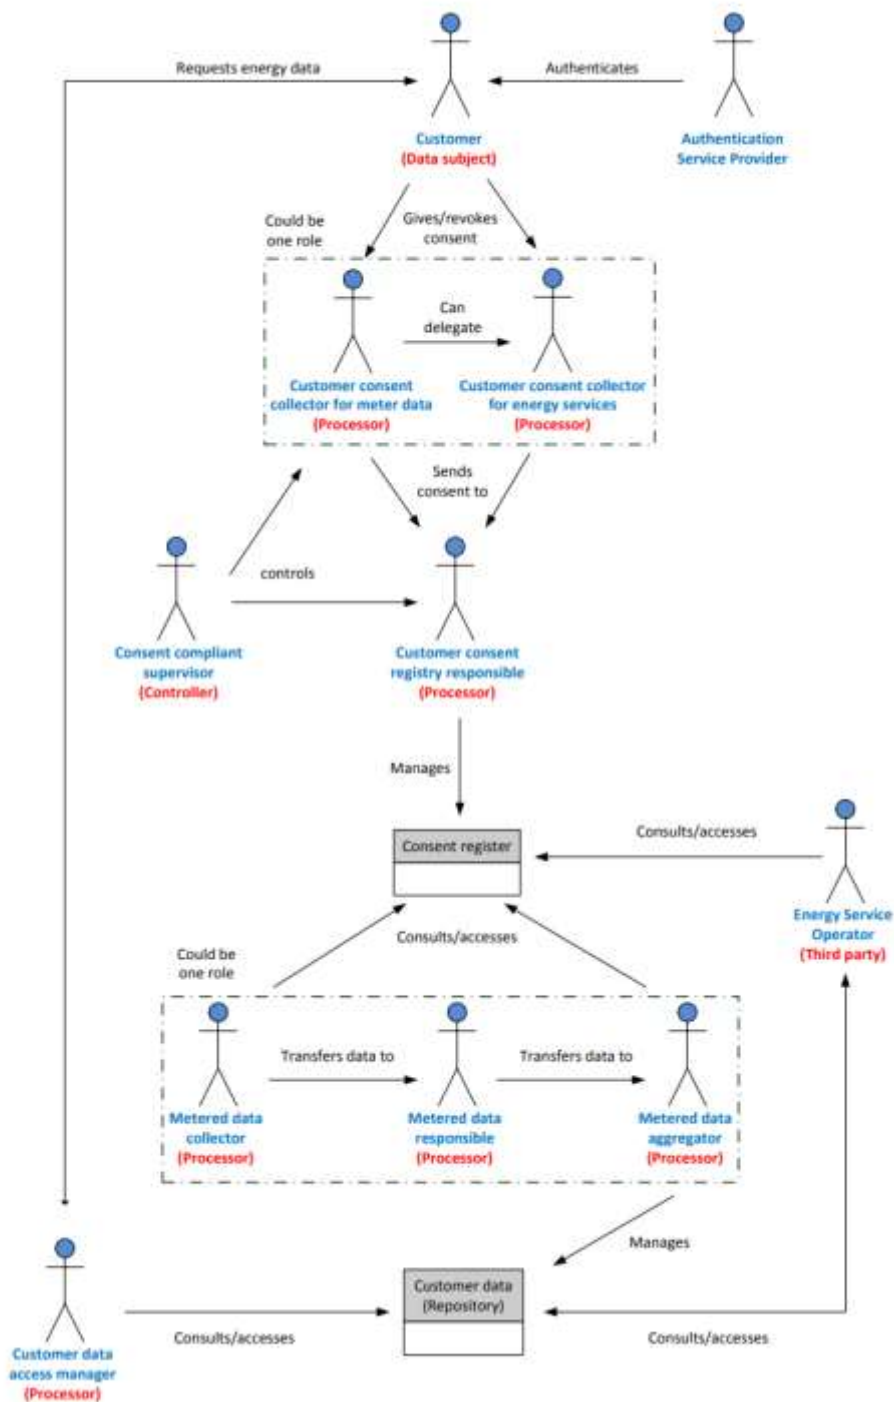 Requests energy data
Authenticates
Customer
(Data subject)
Authentication
Service Provider
Could be
one role
Gives/revokes
consent
Can
delegate
Customer consent
collector for meter data
(Processor)
Customer consent collector
for energy services
(Processor)
Sends
consent to
controls
Consent compliant
supervisor
(Controller)
Customer consent
registry responsible
(Processor)
Manages
Consent register
Consults/accesses
Energy Service
Operator
(Third party)
Consults/accesses
Could be
one role
Transfers data to
Transfers data to
Metered data
collector
(Processor)
Metered data
responsible
(Processor)
Metered data
aggregator
(Processor)
Manages
Customer data
(Repository)
Consults/accesses
Consults/accesses
Customer data
access manager
(Processor)